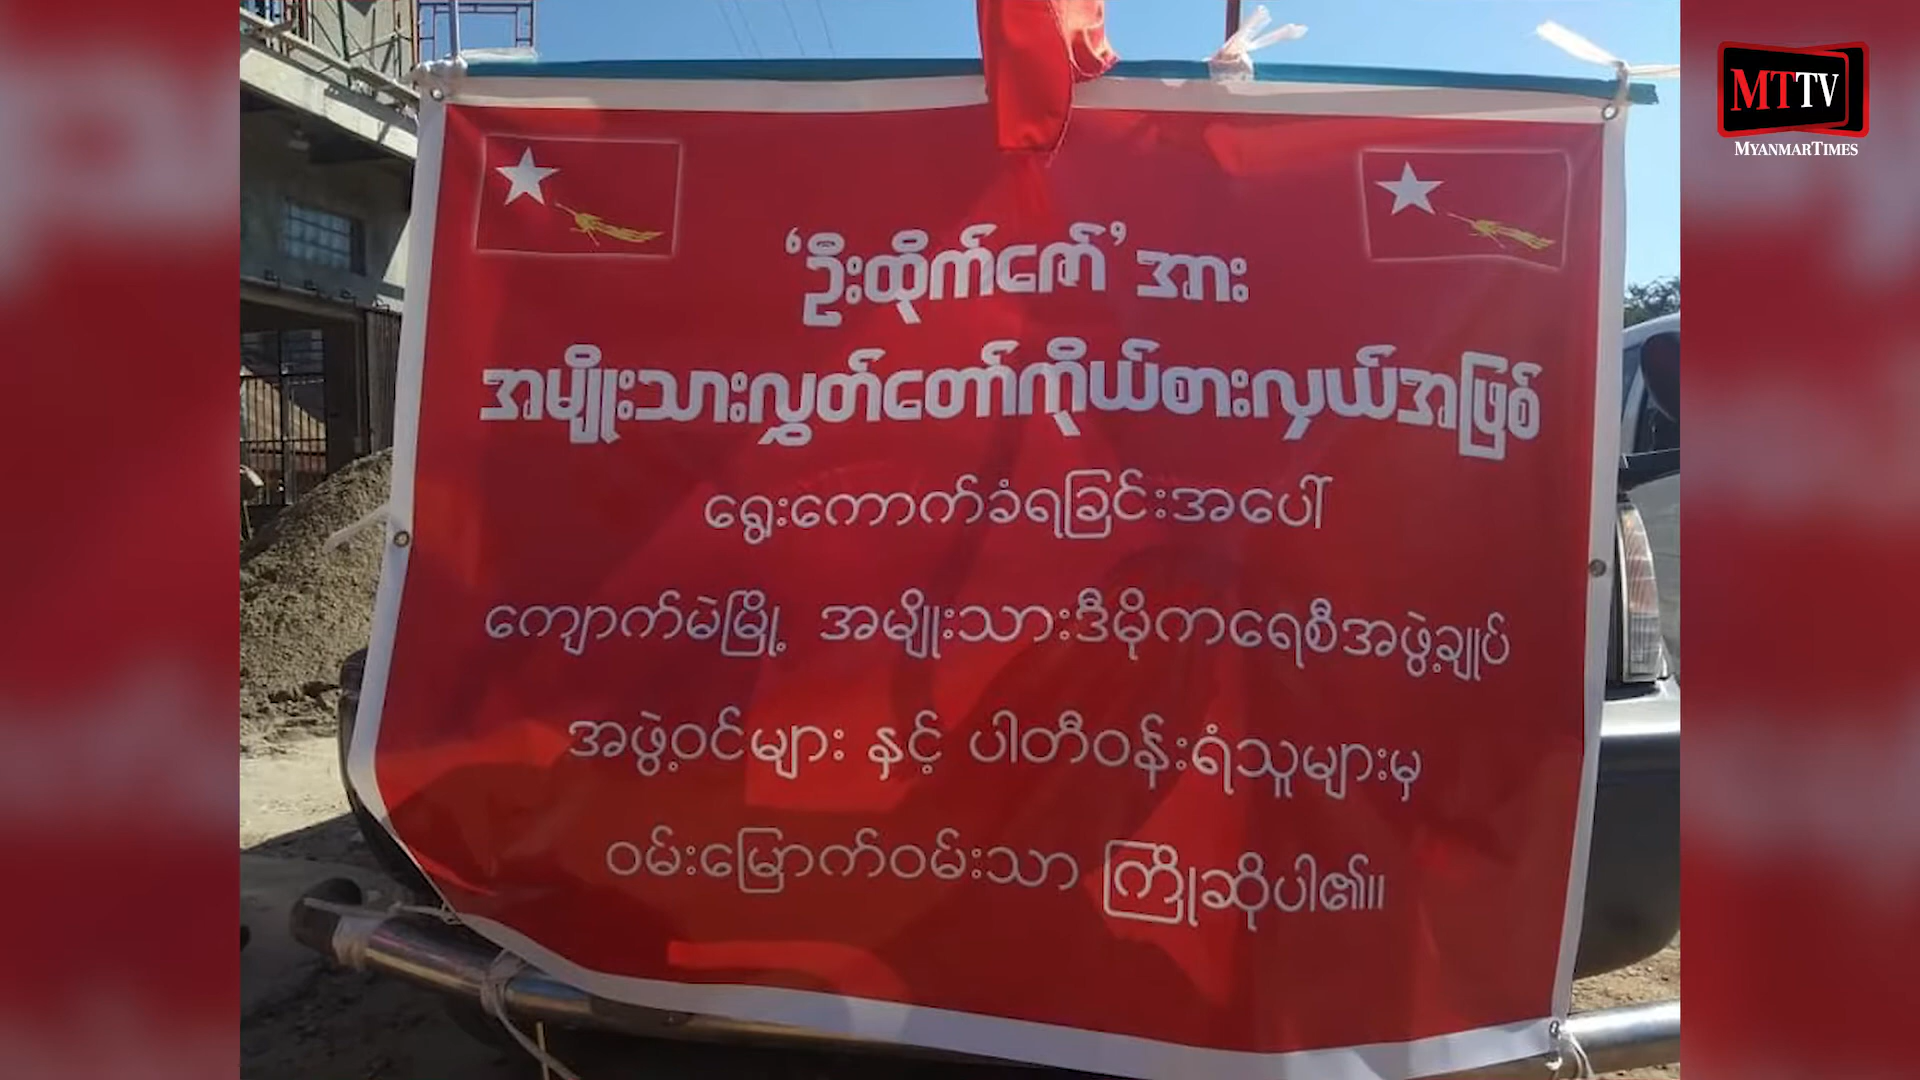 MTTV
MYANMARTIMES
‘ဦးထိုက်ဇော်’အား
အမျိုးသားလွှတ်တော်ကိုယ်စားလှယ်အဖြစ်
ရွေးကောက်ခံရခြင်းအပေါ်
ကျောက်မဲမြို့ အမျိုးသားဒီမိုကရေစီအဖွဲ့ချုပ်
အဖွဲ့ဝင်များ နှင့် ပါတီဝန်းရံသူများမှ
ဝမ်းမြောက်ဝမ်းသာ ကြိုဆိုပါ၏။